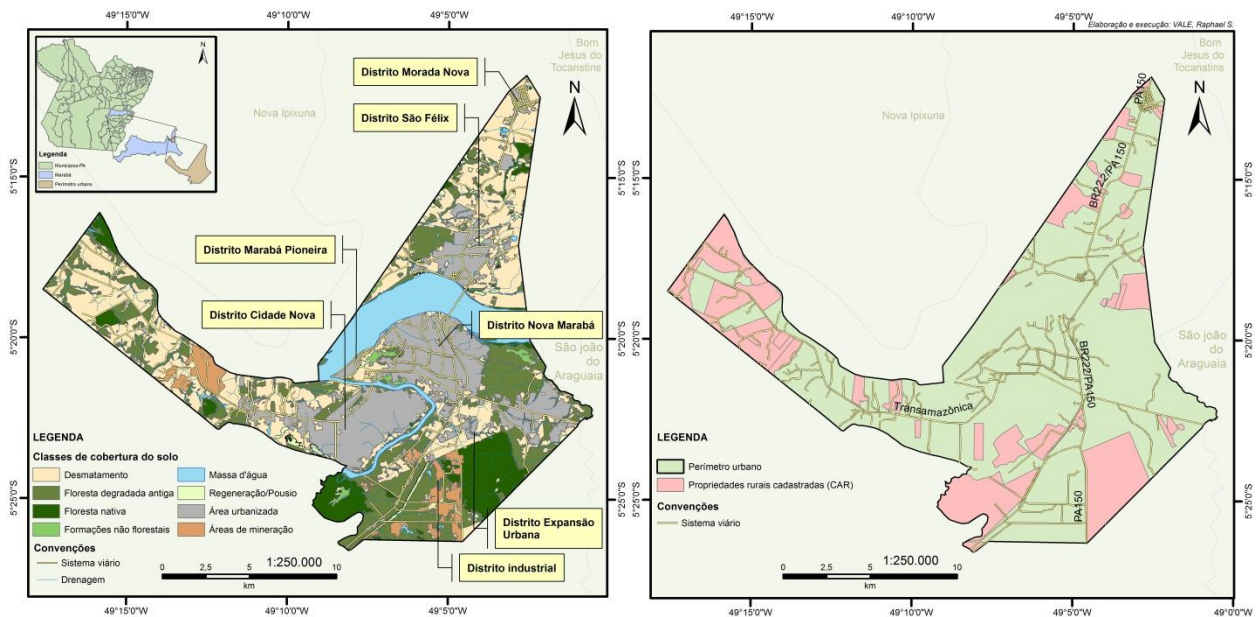 49°15'0"W
49°10'0"W
49°5'0"W
N
Legenda
Municípios-PA
Marabá
Perímetro urbano
Bom
Jesus do
Tocanstins
Distrito Morada Nova
N
Nova Ipixuna
Distrito São Félix
5°15'0"S
Distrito Marabá Pioneira
Distrito Cidade Nova
Distrito Nova Marabá
5°20'0"S
São joão
do
Araguaia
LEGENDA
Classes de cobertura do solo
Desmatamento
Massa d'água
Floresta degradada antiga
Regeneração/Pousio
Floresta nativa
Área urbanizada
Formações não florestais
Áreas de mineração
5°25'0"S
Convenções
Sistema viário
Drenagem
0 2,5 5 1:250.000 10
km
Distrito Expansão
Urbana
Distrito industrial
49°15'0"W
49°10'0"W
49°5'0"W
49°15'0"W
49°10'0"W
49°5'0"W
Elaboração e execução: VALE, Raphael S.
Bom
Jesus do
Tocanstins
PA150
N
Nova Ipixuna
BR222/PA150
5°15'0"S
5°15'0"S
5°20'0"S
5°20'0"S
São joão
do
Araguaia
BR222/PA150
Transamazônica
LEGENDA
Perímetro urbano
Propriedades rurais cadastradas (CAR)
Convenções
Sistema viário
5°25'0"S
5°25'0"S
PA150
0 2,5 5 1:250.000 10
km
49°15'0"W
49°10'0"W
49°5'0"W
49°0'0"W